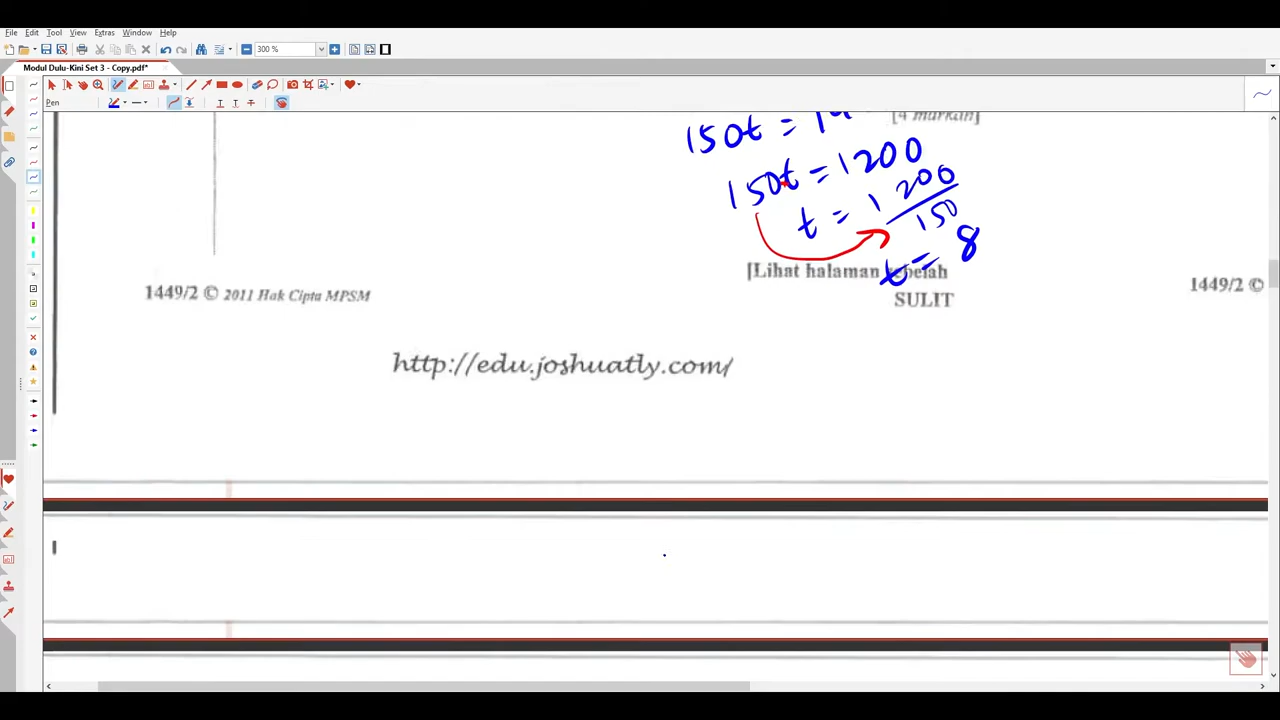 File Edit Tool View Extras Window Help
300 %
Modul Dulu-Kini Set 3 - Copy.pdf*
Pen
[4 markah]
150t =
150t = 1200
t = 1200/150
t = 8
[Lihat halaman sebelah
SULIT
1449/2 © 2011 Hak Cipta MPSM
1449/2 ©
http://edu.joshuatly.com/